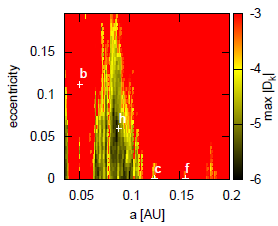 eccentricity
0.15
0.1
0.05
0
b
h
c
f
0.05
0.1
0.15
0.2
a [AU]
-3
-4
-5
-6
max |Dk|